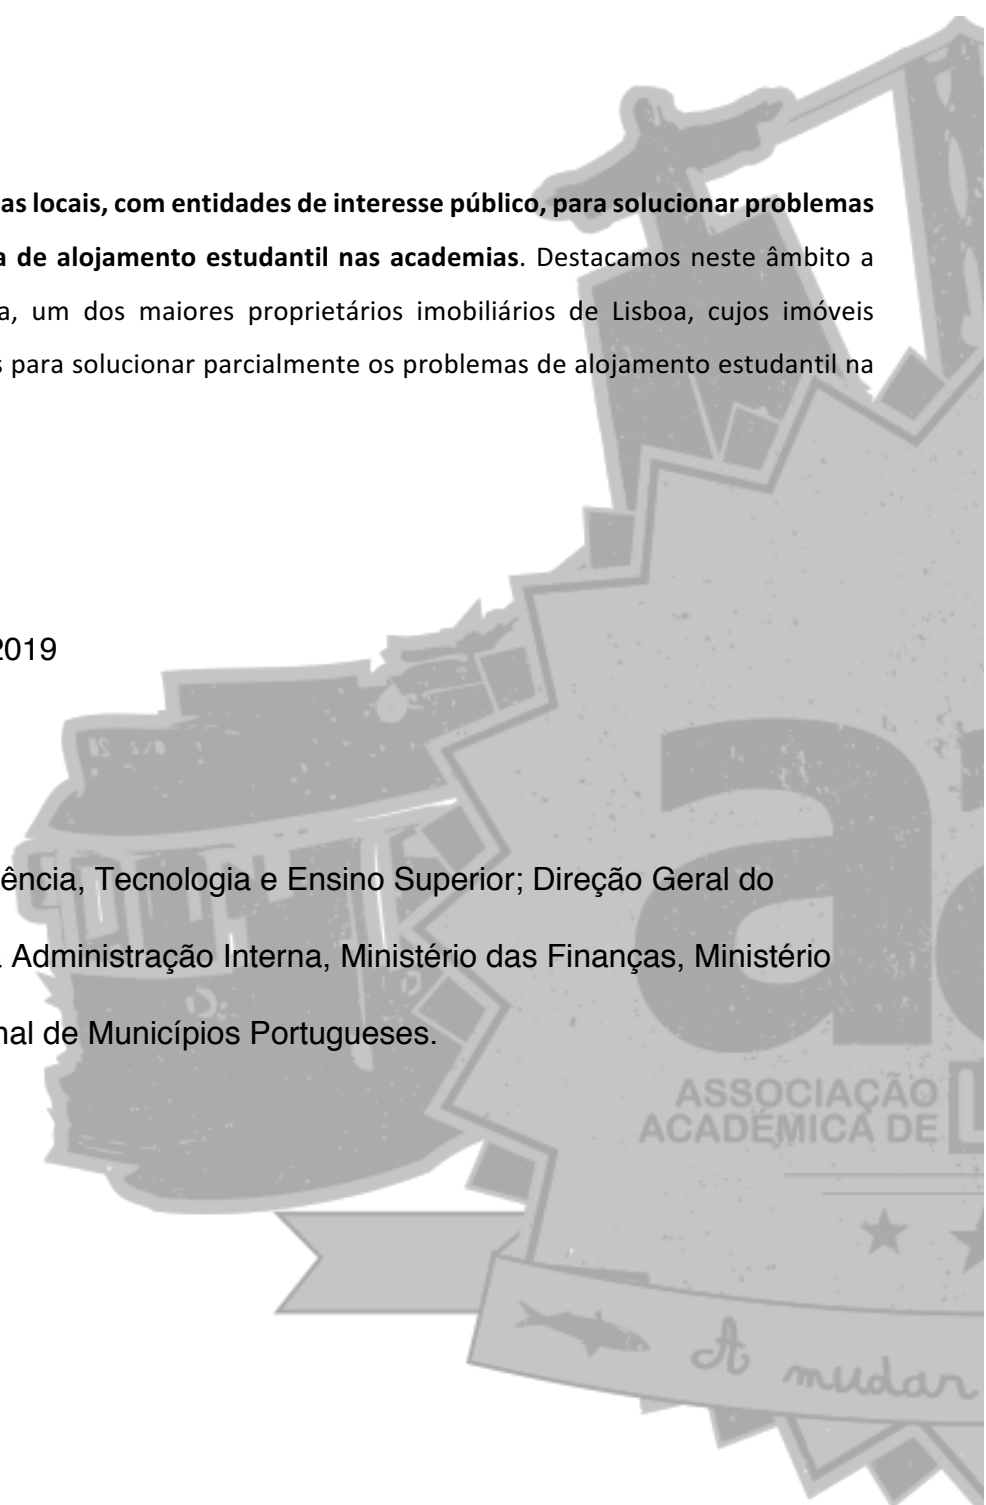 as locais, com entidades de interesse público, para solucionar problemas
de alojamento estudantil nas academias. Destacamos neste âmbito a
um dos maiores proprietários imobiliários de Lisboa, cujos imóveis
para solucionar parcialmente os problemas de alojamento estudantil na
2019
ência, Tecnologia e Ensino Superior; Direção Geral do
Administração Interna, Ministério das Finanças, Ministério
nal de Municípios Portugueses.
aa
ASSOCIAÇÃO
ACADÉMICA DE L
A mudar